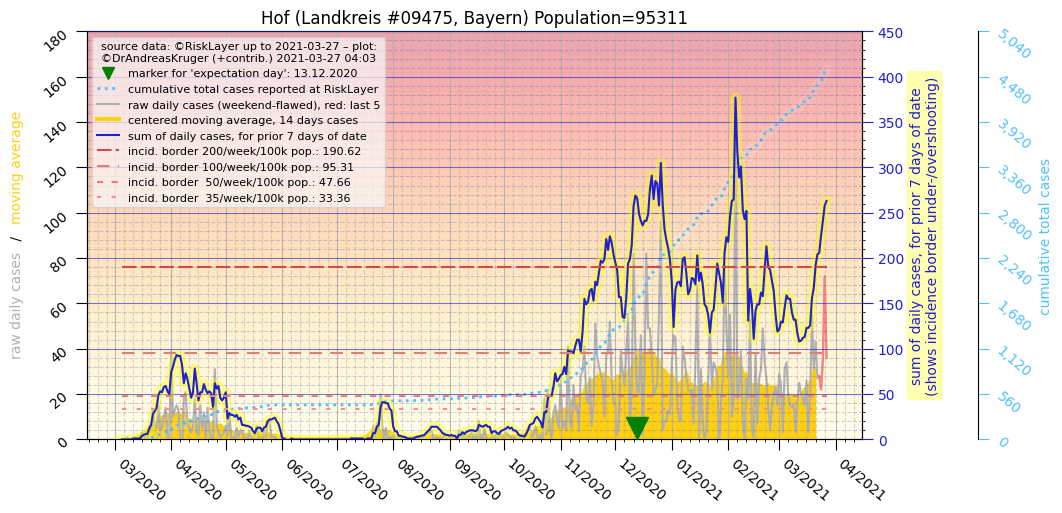 Hof (Landkreis #09475, Bayern) Population=95311
source data: ©RiskLayer up to 2021-03-27 – plot:
©DrAndreasKruger (+contrib.) 2021-03-27 04:03
marker for 'expectation day': 13.12.2020
cumulative total cases reported at RiskLayer
raw daily cases (weekend-flawed), red: last 5
centered moving average, 14 days cases
sum of daily cases, for prior 7 days of date
incid. border 200/week/100k pop.: 190.62
incid. border 100/week/100k pop.: 95.31
incid. border  50/week/100k pop.: 47.66
incid. border  35/week/100k pop.: 33.36
raw daily cases  /  moving average
180
160
140
120
100
80
60
40
20
0
03/2020
04/2020
05/2020
06/2020
07/2020
08/2020
09/2020
10/2020
11/2020
12/2020
01/2021
02/2021
03/2021
04/2021
450
400
350
300
250
200
150
100
50
0
sum of daily cases, for prior 7 days of date
(shows incidence border under-/overshooting)
5,040
4,480
3,920
3,360
2,800
2,240
1,680
1,120
560
0
cumulative total cases